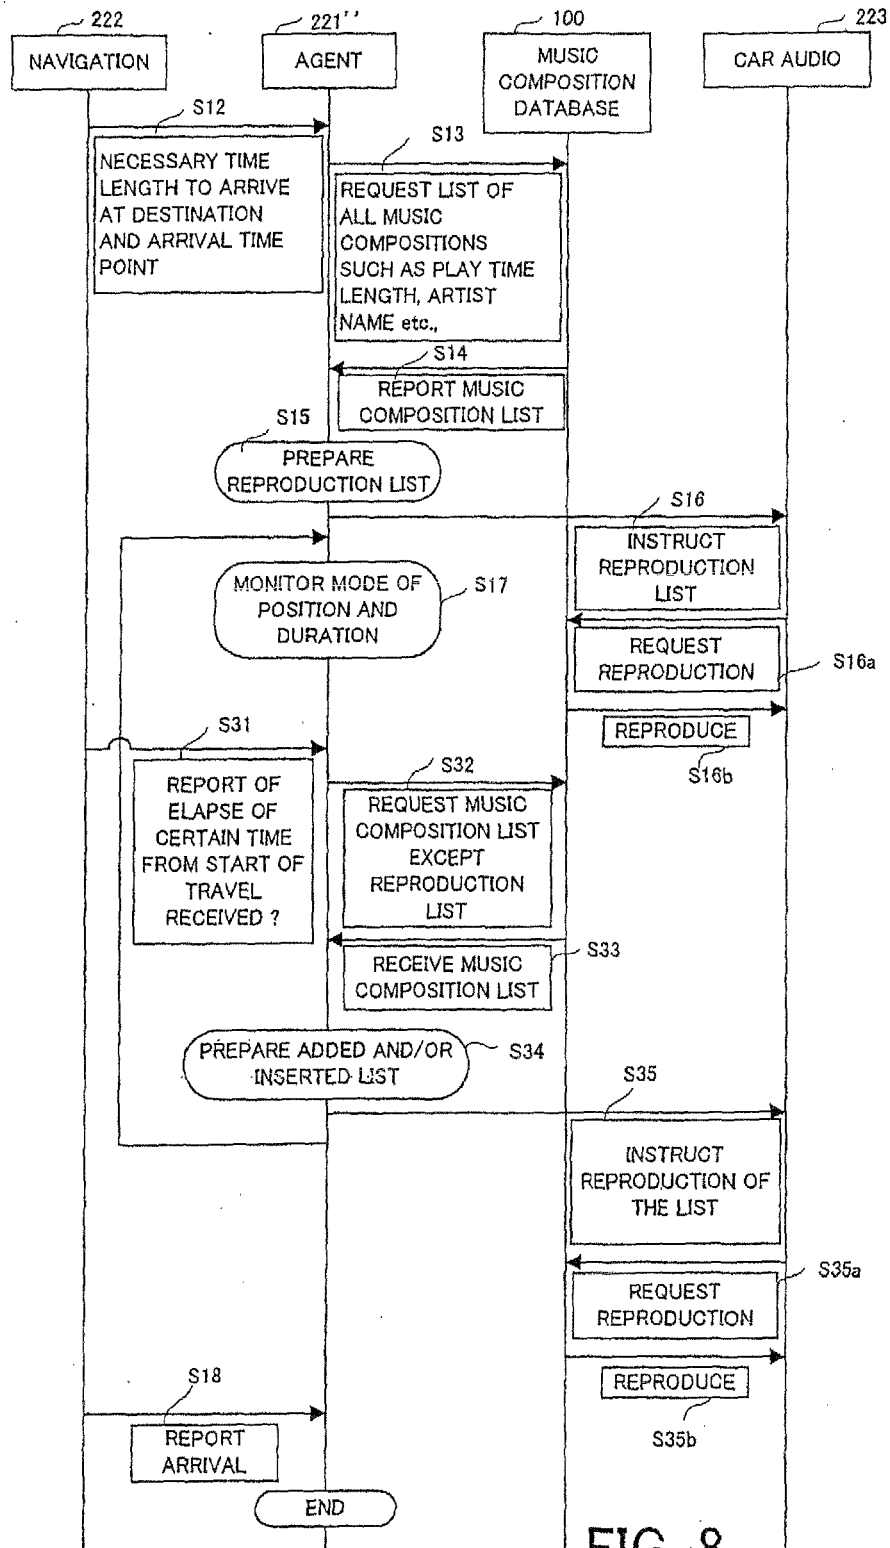 222
221''
100
223
NAVIGATION
AGENT
MUSIC
COMPOSITION
DATABASE
CAR AUDIO
S12
NECESSARY TIME
LENGTH TO ARRIVE
AT DESTINATION
AND ARRIVAL TIME
POINT
S13
REQUEST LIST OF
ALL MUSIC
COMPOSITIONS
SUCH AS PLAY TIME
LENGTH, ARTIST
NAME etc.,
S14
REPORT MUSIC
COMPOSITION LIST
S15
PREPARE
REPRODUCTION LIST
S16
INSTRUCT
REPRODUCTION
LIST
MONITOR MODE OF
POSITION AND
DURATION
S17
REQUEST
REPRODUCTION
S16a
REPRODUCE
S16b
S31
REPORT OF
ELAPSE OF
CERTAIN TIME
FROM START OF
TRAVEL
RECEIVED ?
S32
REQUEST MUSIC
COMPOSITION LIST
EXCEPT
REPRODUCTION
LIST
S33
RECEIVE MUSIC
COMPOSITION LIST
PREPARE ADDED AND/OR
INSERTED LIST
S34
S35
INSTRUCT
REPRODUCTION OF
THE LIST
S35a
REQUEST
REPRODUCTION
REPRODUCE
S35b
S18
REPORT
ARRIVAL
END
FIG. 8